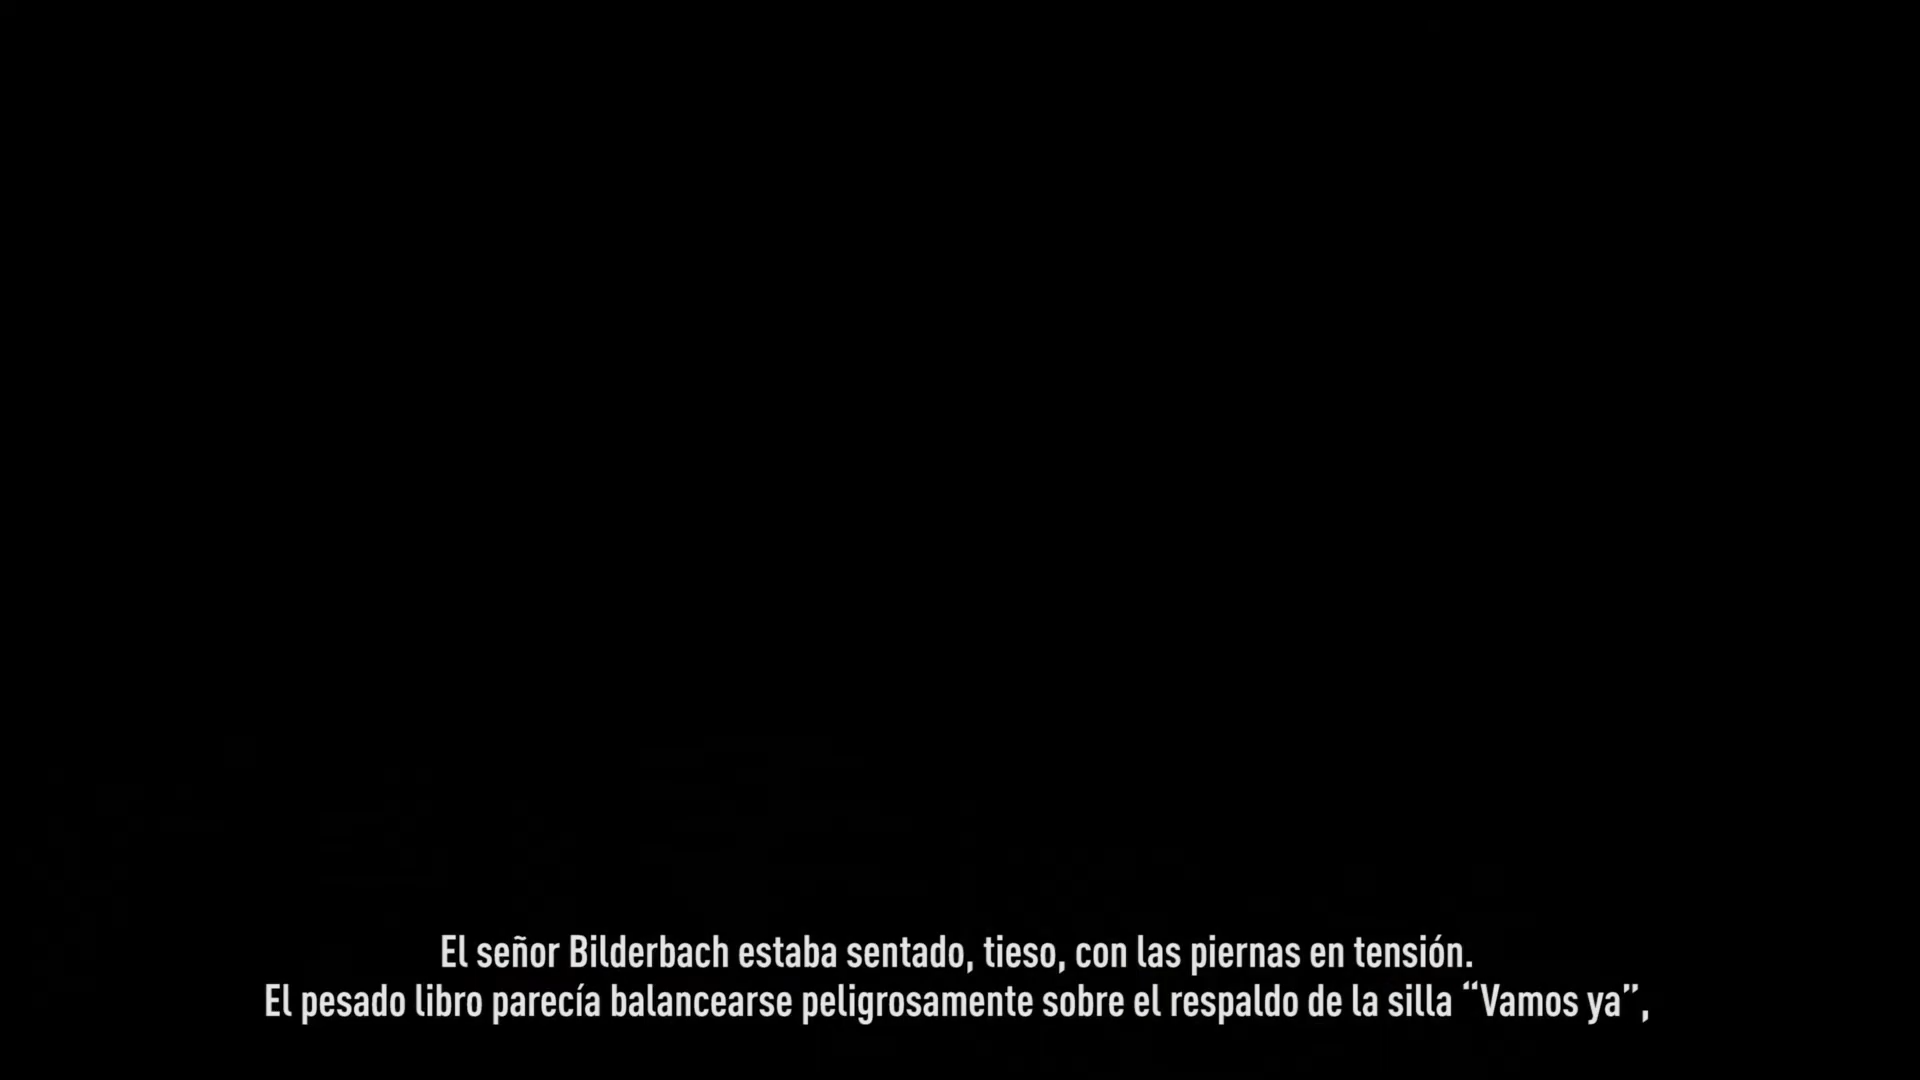 El señor Bilderbach estaba sentado, tieso, con las piernas en tensión.
El pesado libro parecía balancearse peligrosamente sobre el respaldo de la silla “Vamos ya”,